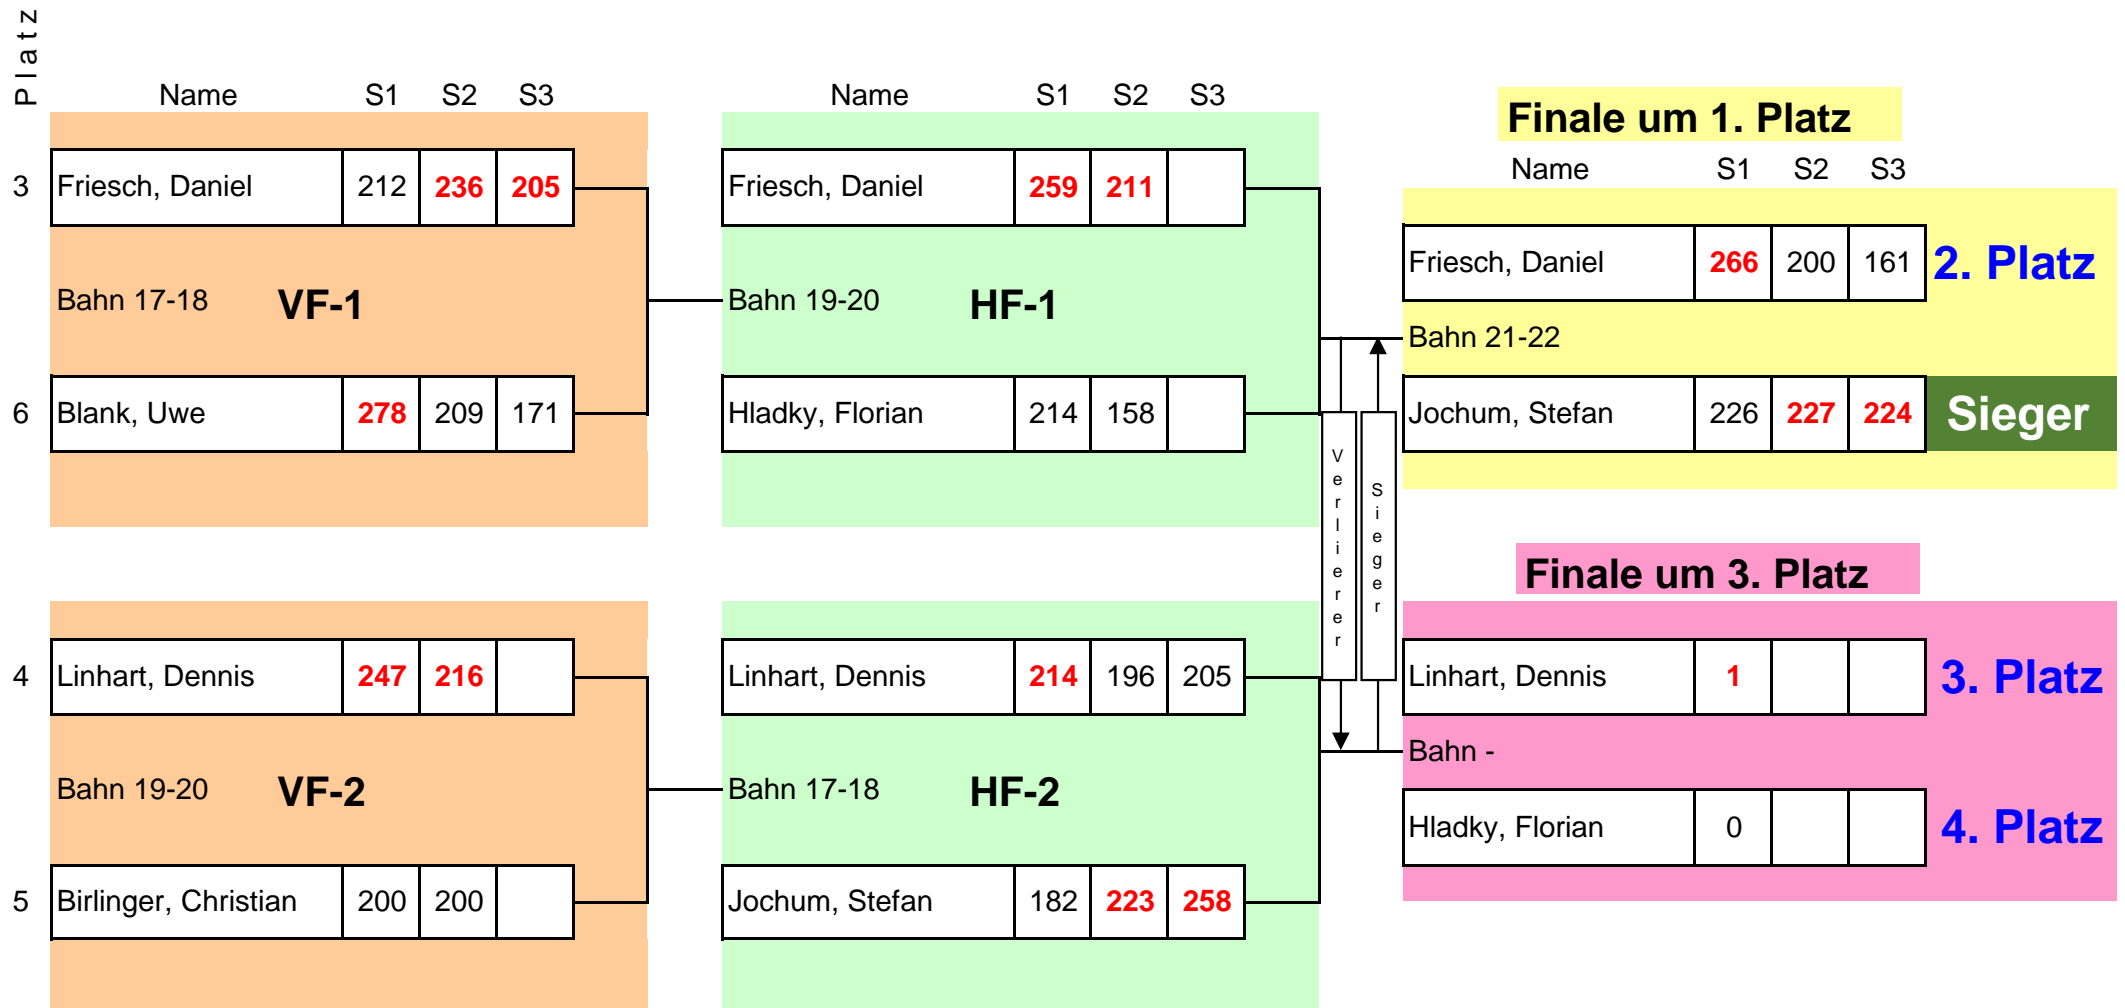 Platz
Name S1 S2 S3
Name S1 S2 S3
Finale um 1. Platz
Name S1 S2 S3
3 Friesch, Daniel 212 236 205
Friesch, Daniel 259 211
Friesch, Daniel 266 200 161 2. Platz
Bahn 17-18 VF-1
Bahn 19-20 HF-1
Bahn 21-22
6 Blank, Uwe 278 209 171
Hladky, Florian 214 158
Jochum, Stefan 226 227 224 Sieger
Verlierer
Sieger
Finale um 3. Platz
4 Linhart, Dennis 247 216
Linhart, Dennis 214 196 205
Linhart, Dennis 1 3. Platz
Bahn -
Bahn 19-20 VF-2
Bahn 17-18 HF-2
Hladky, Florian 0 4. Platz
5 Birlinger, Christian 200 200
Jochum, Stefan 182 223 258